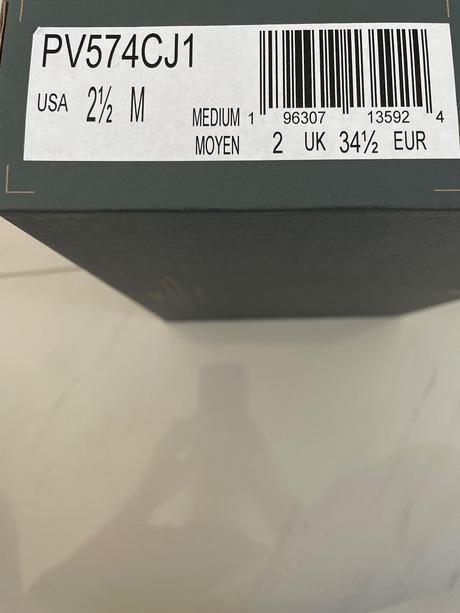 PV574CJ1
USA 2½ M
MEDIUM 1 96307 13592 4
MOYEN 2 UK 34½ EUR